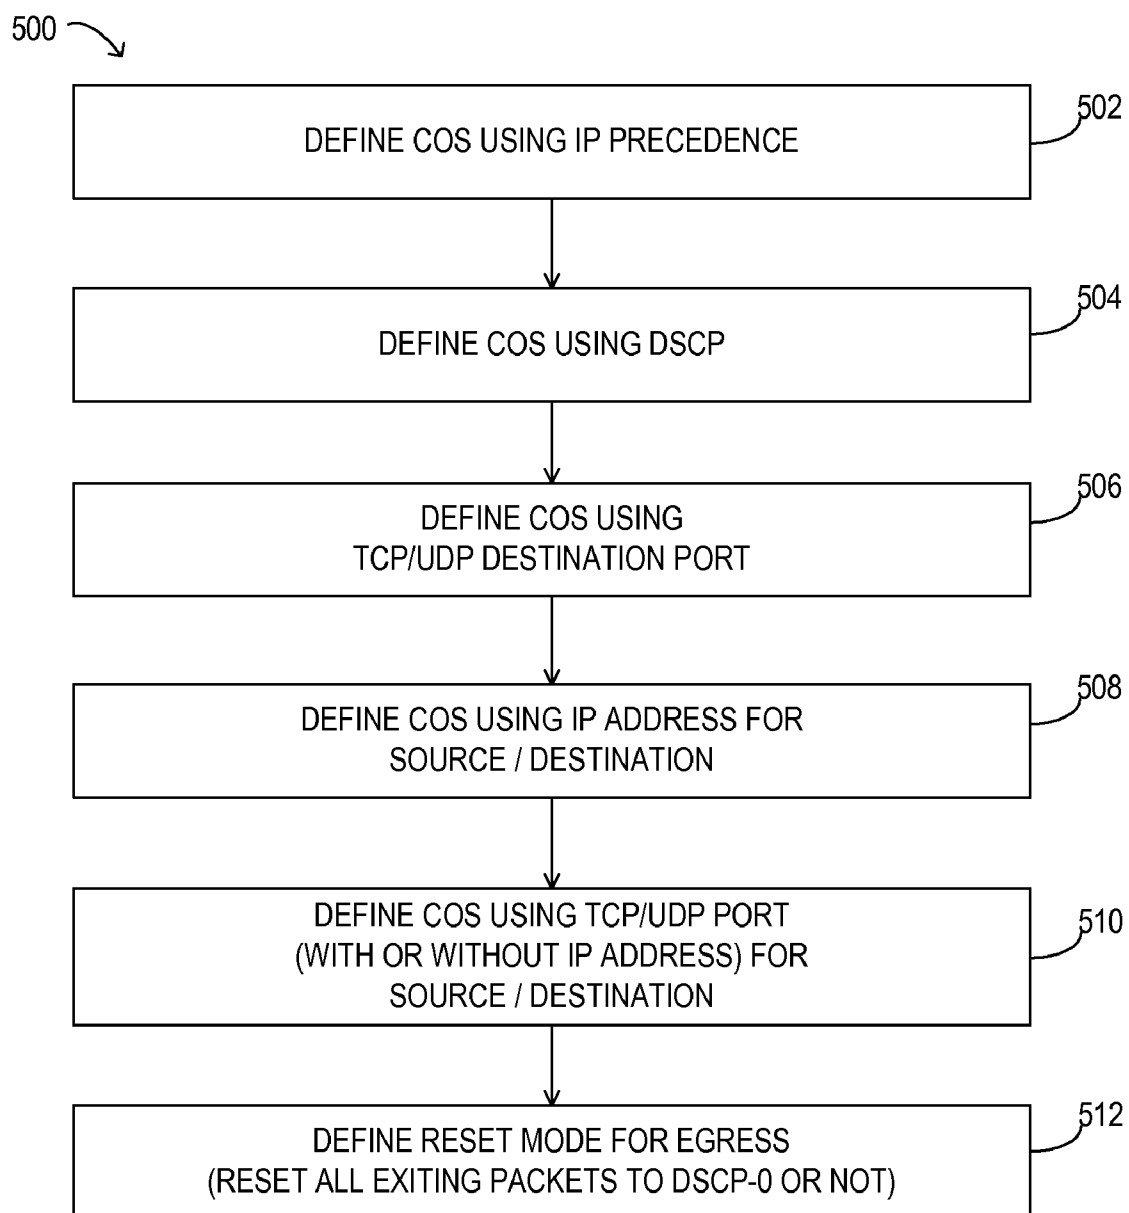 500
502
DEFINE COS USING IP PRECEDENCE
504
DEFINE COS USING DSCP
506
DEFINE COS USING
TCP/UDP DESTINATION PORT
508
DEFINE COS USING IP ADDRESS FOR
SOURCE / DESTINATION
510
DEFINE COS USING TCP/UDP PORT
(WITH OR WITHOUT IP ADDRESS) FOR
SOURCE / DESTINATION
512
DEFINE RESET MODE FOR EGRESS
(RESET ALL EXITING PACKETS TO DSCP-0 OR NOT)